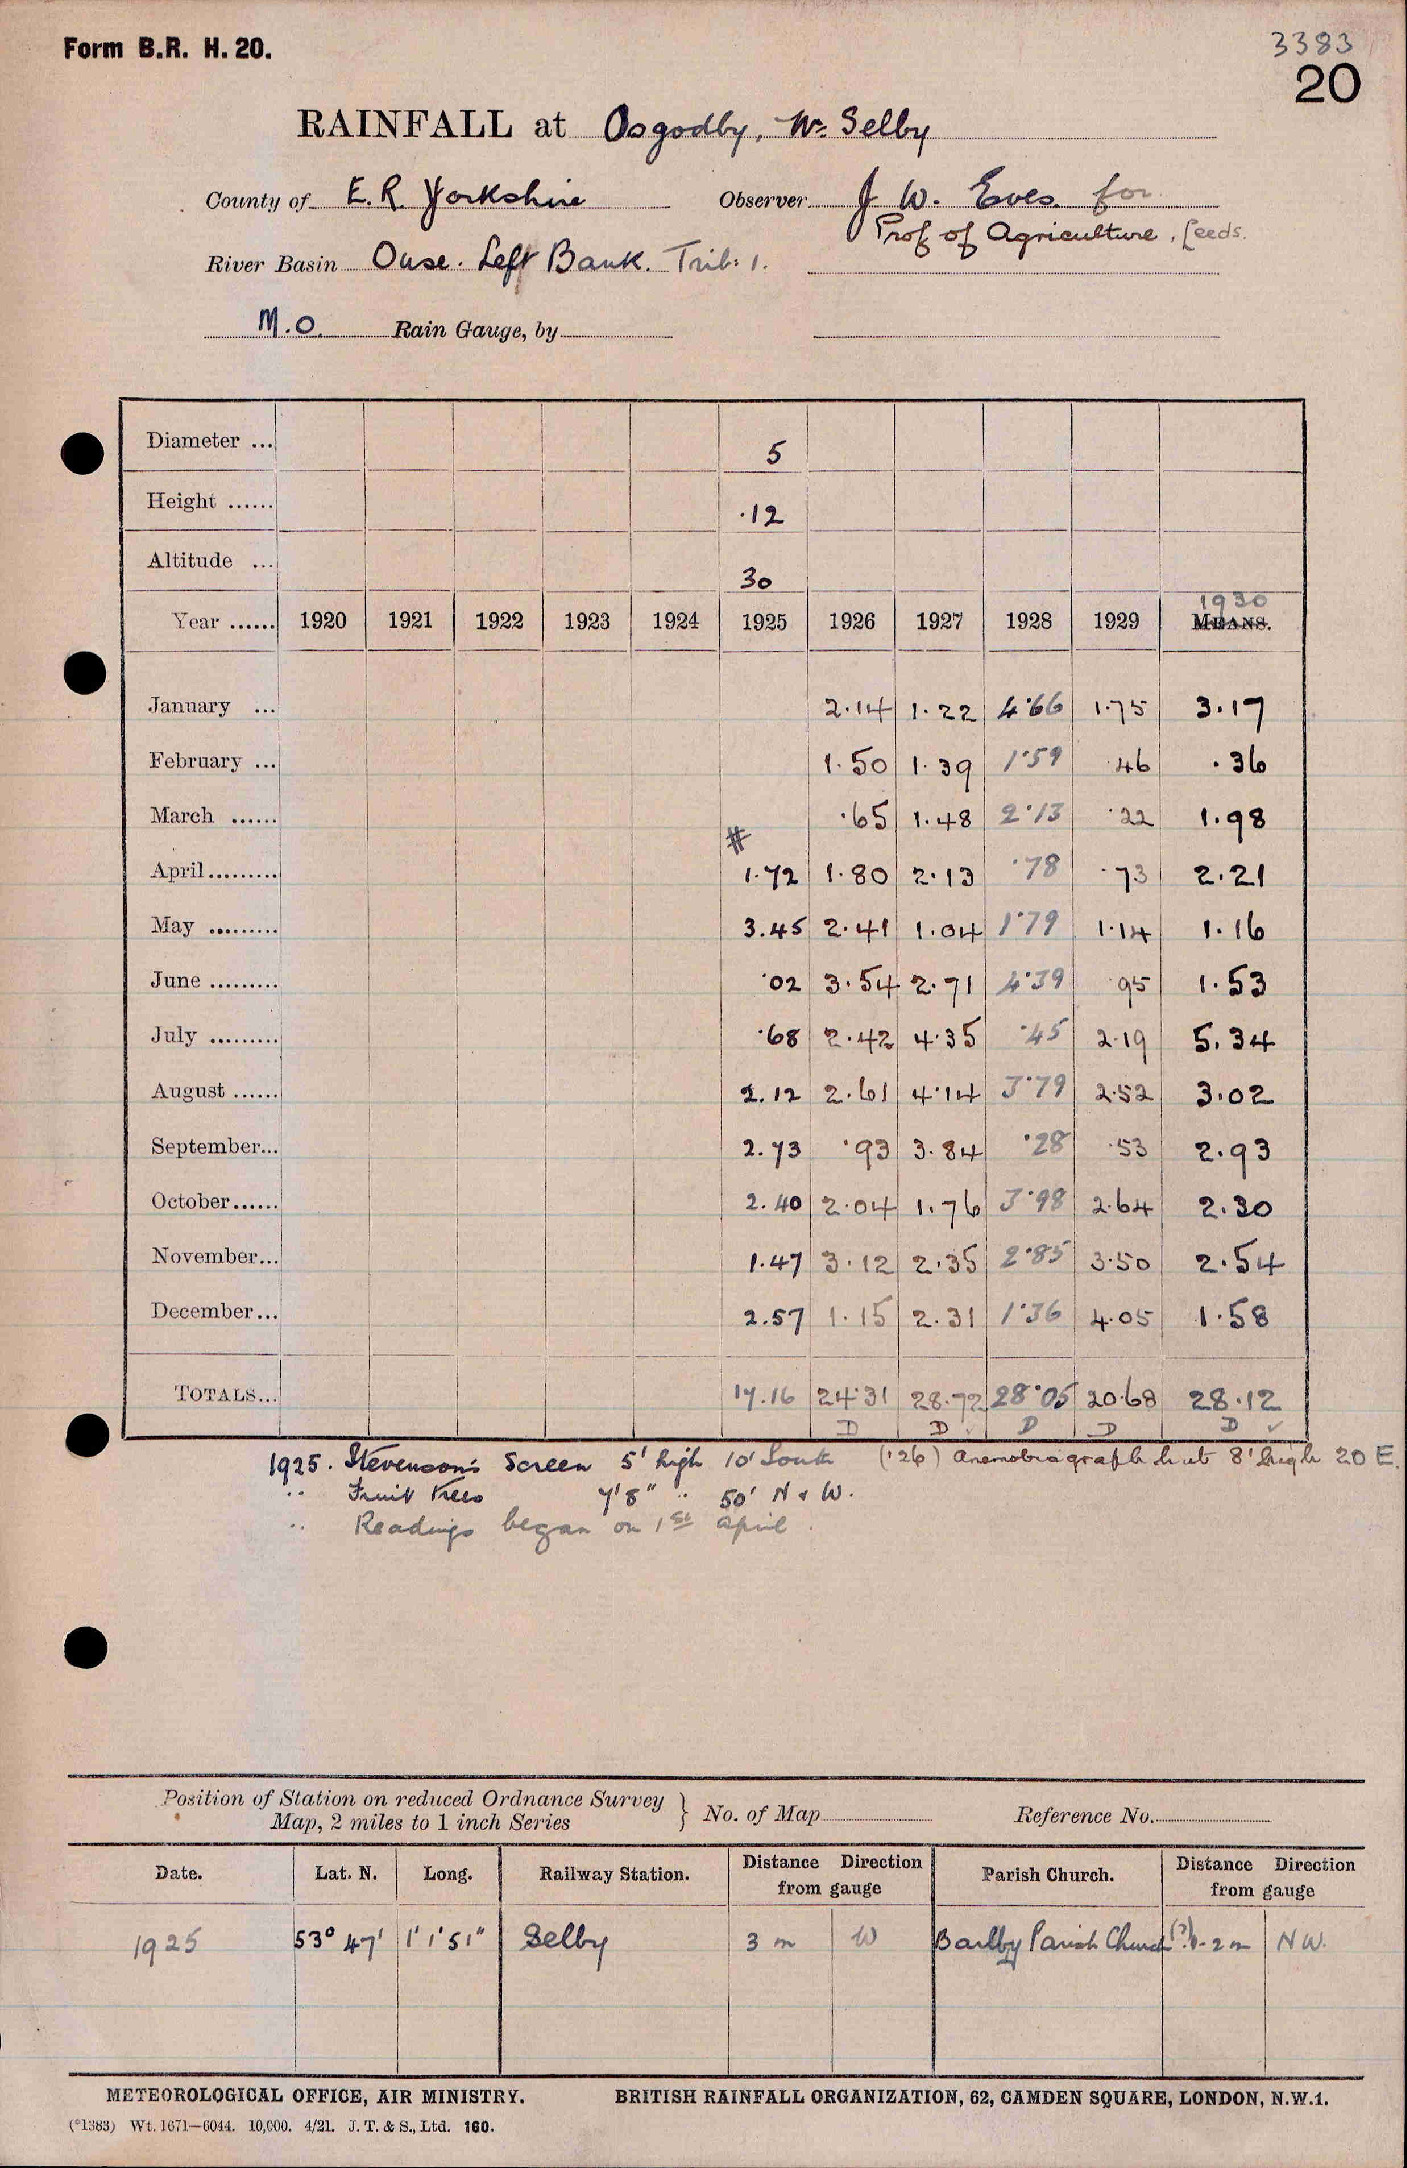 Form B.R. H. 20.
3383
20
RAINFALL at Osgodby, Nr. Selby
County of E.R. Yorkshire Observer J. W. Eves for
Prof of Agriculture, Leeds.
River Basin Ouse. Left Bank. Trib: 1.
M.O. Rain Gauge, by
Diameter ... 5
Height ...... ·12
Altitude ... 30
1930
Year ...... 1920 1921 1922 1923 1924 1925 1926 1927 1928 1929 MEANS.
January ... 2.14 1.22 4·66 1.75 3.17
February ... 1.50 1.39 1·59 ·46 .36
March ...... ·65 1.48 2·13 ·22 1.98
#
April......... 1.72 1.80 2.13 ·78 ·73 2.21
May ......... 3.45 2.41 1.04 1·79 1.14 1.16
June ......... ·02 3.54 2.71 4·39 ·95 1.53
July ......... ·68 2.42 4.35 ·45 2.19 5.34
August ...... 2.12 2.61 4.14 3·79 2.52 3.02
September... 2.73 ·93 3.84 ·28 ·53 2.93
October...... 2.40 2.04 1.76 3·98 2.64 2.30
November... 1.47 3.12 2.35 2·85 3.50 2.54
December... 2.57 1.15 2.31 1·36 4.05 1.58
TOTALS... 17.16 24.31 28.72 28·05 20.68 28.12
D D ✓ D D D ✓
1925. Stevenson's Screen 5' high 10' South ('26) Anemobiagraph hut 8' high 20 E.
" Fruit Trees 7'8" " 50' N & W.
" Readings began on 1st April.
Position of Station on reduced Ordnance Survey
Map, 2 miles to 1 inch Series } No. of Map Reference No.
Date. Lat. N. Long. Railway Station. Distance Direction from gauge Parish Church. Distance Direction from gauge
1925 53° 47' 1' 1' 51" Selby 3 m W Barlby Parish Church (?) 1-2 m NW.
METEOROLOGICAL OFFICE, AIR MINISTRY. BRITISH RAINFALL ORGANIZATION, 62, CAMDEN SQUARE, LONDON, N.W.1.
(*1383) Wt. 1671—6044. 10,000. 4/21. J. T. & S., Ltd. 160.